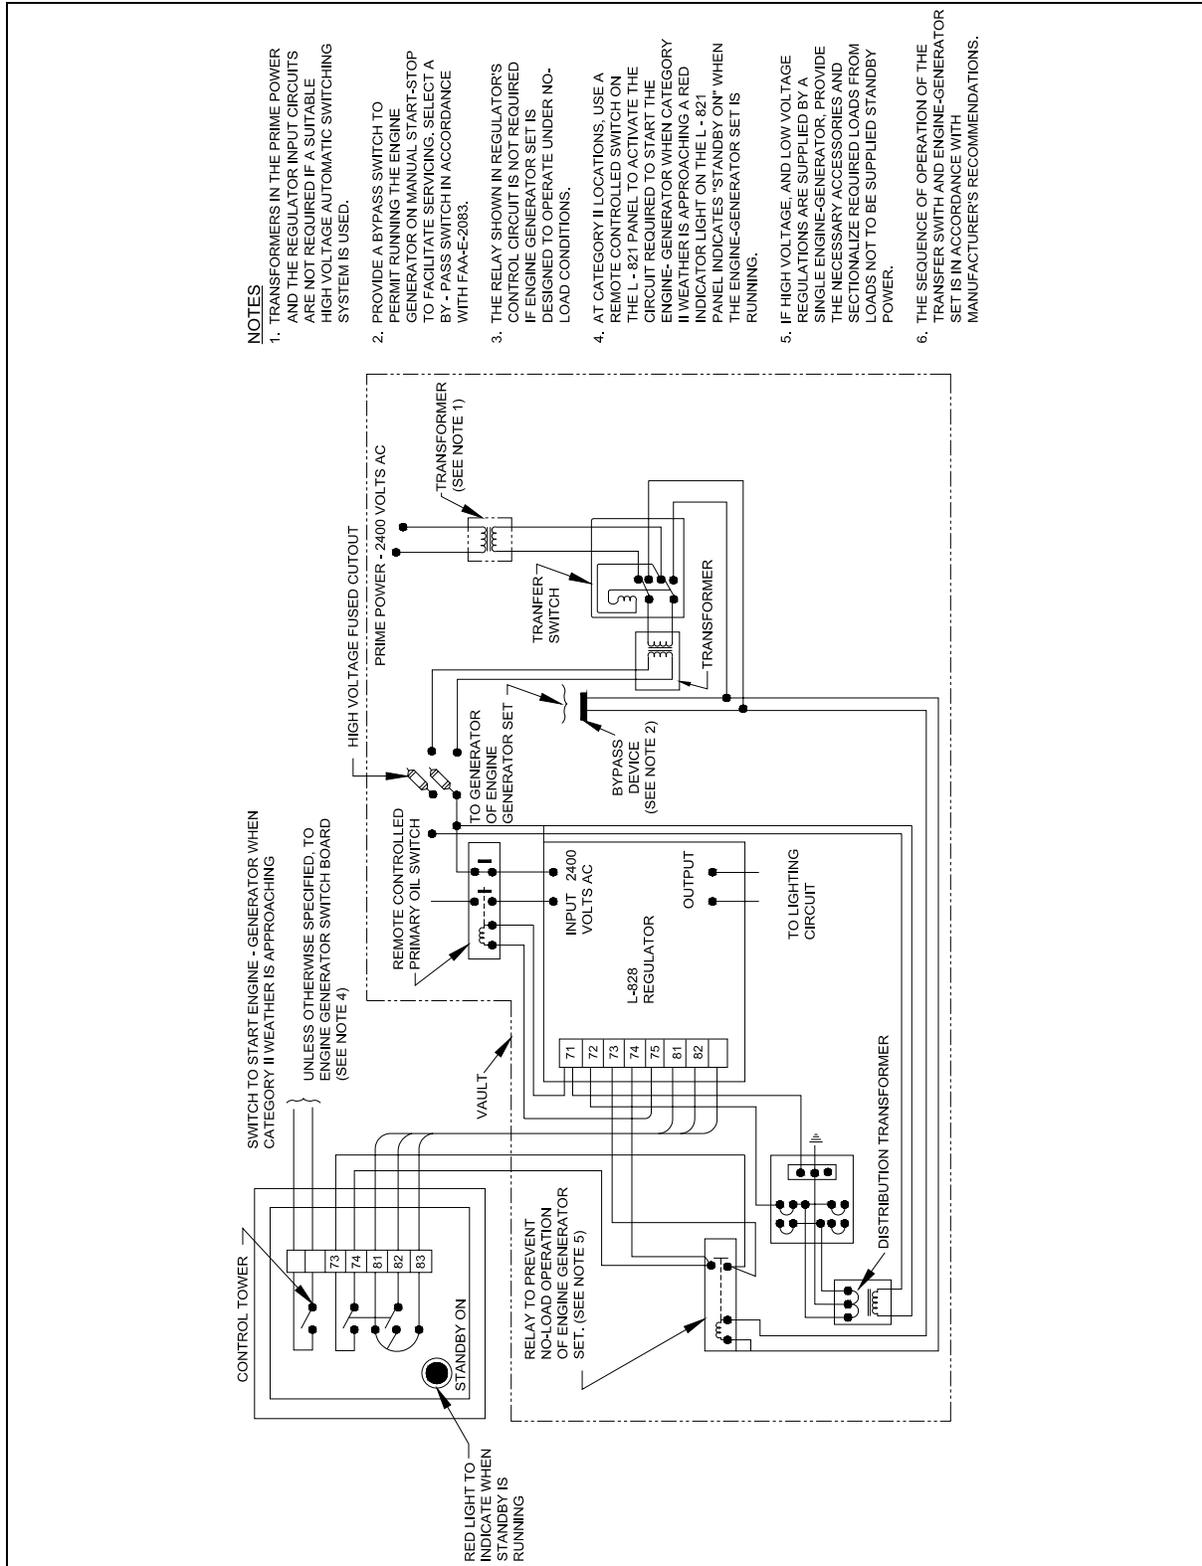 SWITCH TO START ENGINE - GENERATOR WHEN
CATEGORY II WEATHER IS APPROACHING
UNLESS OTHERWISE SPECIFIED, TO
ENGINE GENERATOR SWITCH BOARD
(SEE NOTE 4)
CONTROL TOWER
73
74
81
82
83
STANDBY ON
RED LIGHT TO
INDICATE WHEN
STANDBY IS
RUNNING
VAULT
HIGH VOLTAGE FUSED CUTOUT
PRIME POWER - 2400 VOLTS AC
TRANSFORMER
(SEE NOTE 1)
REMOTE CONTROLLED
PRIMARY OIL SWITCH
TO GENERATOR
OF ENGINE
GENERATOR SET
TRANFER
SWITCH
TRANSFORMER
BYPASS
DEVICE
(SEE NOTE 2)
INPUT 2400
VOLTS AC
L-828
REGULATOR
OUTPUT
TO LIGHTING
CIRCUIT
71
72
73
74
75
81
82
RELAY TO PREVENT
NO-LOAD OPERATION
OF ENGINE GENERATOR
SET. (SEE NOTE 5)
DISTRIBUTION TRANSFORMER
NOTES
1. TRANSFORMERS IN THE PRIME POWER
AND THE REGULATOR INPUT CIRCUITS
ARE NOT REQUIRED IF A SUITABLE
HIGH VOLTAGE AUTOMATIC SWITCHING
SYSTEM IS USED.
2. PROVIDE A BYPASS SWITCH TO
PERMIT RUNNING THE ENGINE
GENERATOR ON MANUAL START-STOP
TO FACILITATE SERVICING, SELECT A
BY - PASS SWITCH IN ACCORDANCE
WITH FAA-E-2083.
3. THE RELAY SHOWN IN REGULATOR'S
CONTROL CIRCUIT IS NOT REQUIRED
IF ENGINE GENERATOR SET IS
DESIGNED TO OPERATE UNDER NO-
LOAD CONDITIONS.
4. AT CATEGORY II LOCATIONS, USE A
REMOTE CONTROLLED SWITCH ON
THE L - 821 PANEL TO ACTIVATE THE
CIRCUIT REQUIRED TO START THE
ENGINE- GENERATOR WHEN CATEGORY
II WEATHER IS APPROACHING A RED
INDICATOR LIGHT ON THE L - 821
PANEL INDICATES "STANDBY ON" WHEN
THE ENGINE-GENERATOR SET IS
RUNNING.
5. IF HIGH VOLTAGE, AND LOW VOLTAGE
REGULATIONS ARE SUPPLIED BY A
SINGLE ENGINE-GENERATOR, PROVIDE
THE NECESSARY ACCESSORIES AND
SECTIONALIZE REQUIRED LOADS FROM
LOADS NOT TO BE SUPPLIED STANDBY
POWER.
6. THE SEQUENCE OF OPERATION OF THE
TRANSFER SWITH AND ENGINE-GENERATOR
SET IS IN ACCORDANCE WITH
MANUFACTURER'S RECOMMENDATIONS.